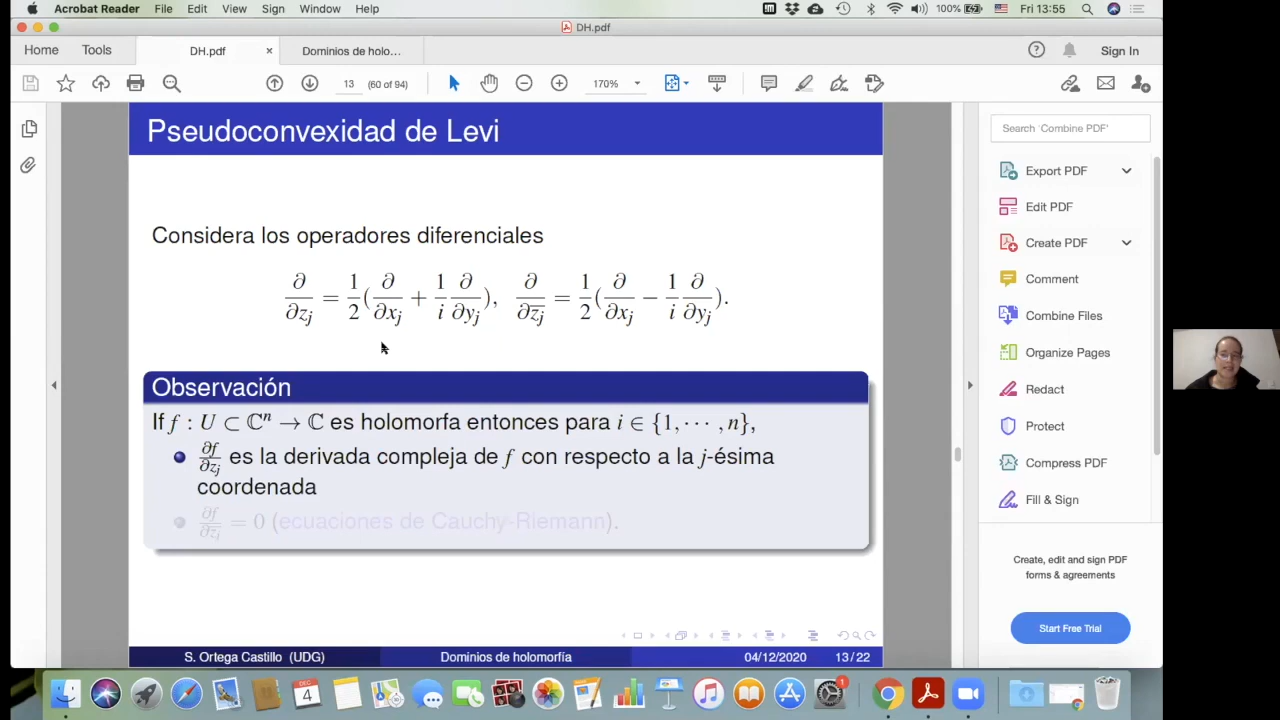 Acrobat Reader File Edit View Sign Window Help 100% Fri 13:55
DH.pdf
Home Tools DH.pdf × Dominios de holo... Sign In
13 (60 of 94) 170%
Pseudoconvexidad de Levi
Considera los operadores diferenciales
∂/∂z_j = 1/2(∂/∂x_j + 1/i ∂/∂y_j), ∂/∂z̄_j = 1/2(∂/∂x_j − 1/i ∂/∂y_j).
Observación
If f : U ⊂ ℂⁿ → ℂ es holomorfa entonces para i ∈ {1, ⋯ , n},
∂f/∂z_j es la derivada compleja de f con respecto a la j-ésima
coordenada
∂f/∂z̄_j = 0 (ecuaciones de Cauchy-Riemann).
S. Ortega Castillo (UDG) Dominios de holomorfía 04/12/2020 13 / 22
Search 'Combine PDF'
Export PDF
Edit PDF
Create PDF
Comment
Combine Files
Organize Pages
Redact
Protect
Compress PDF
Fill & Sign
Create, edit and sign PDF
forms & agreements
Start Free Trial
DEC
4
1